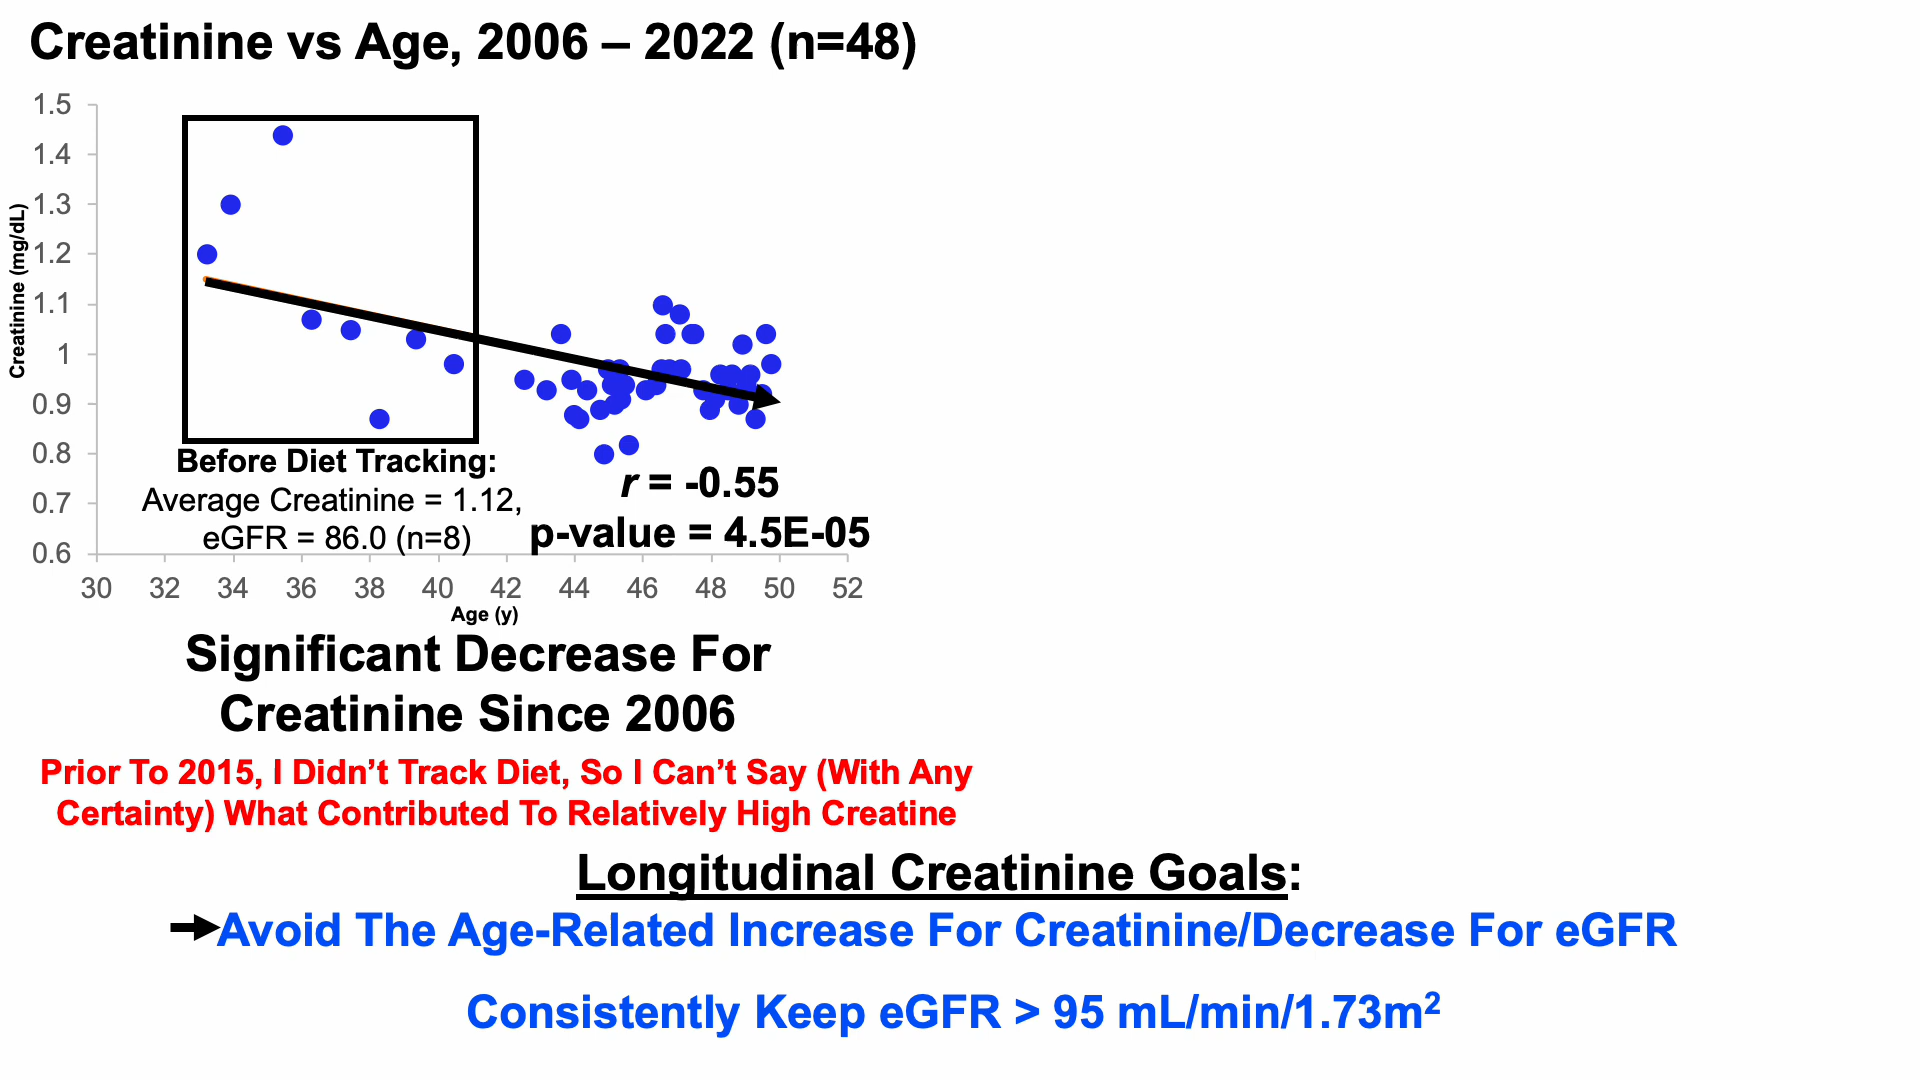 Creatinine vs Age, 2006 – 2022 (n=48)
Creatinine (mg/dL)
1.5
1.4
1.3
1.2
1.1
1
0.9
0.8
0.7
0.6
Before Diet Tracking:
Average Creatinine = 1.12,
eGFR = 86.0 (n=8)
r = -0.55
p-value = 4.5E-05
30 32 34 36 38 40 42 44 46 48 50 52
Age (y)
Significant Decrease For
Creatinine Since 2006
Prior To 2015, I Didn’t Track Diet, So I Can’t Say (With Any
Certainty) What Contributed To Relatively High Creatine
Longitudinal Creatinine Goals:
Avoid The Age-Related Increase For Creatinine/Decrease For eGFR
Consistently Keep eGFR > 95 mL/min/1.73m²